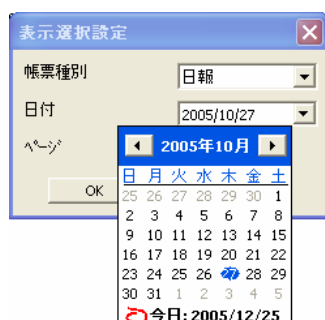 表示選択設定
帳票種別 日報
日付 2005/10/27
ﾍﾟｰｼﾞ
2005年10月
OK
日 月 火 水 木 金 土
25 26 27 28 29 30 1
2 3 4 5 6 7 8
9 10 11 12 13 14 15
16 17 18 19 20 21 22
23 24 25 26 27 28 29
30 31 1 2 3 4 5
今日: 2005/12/25